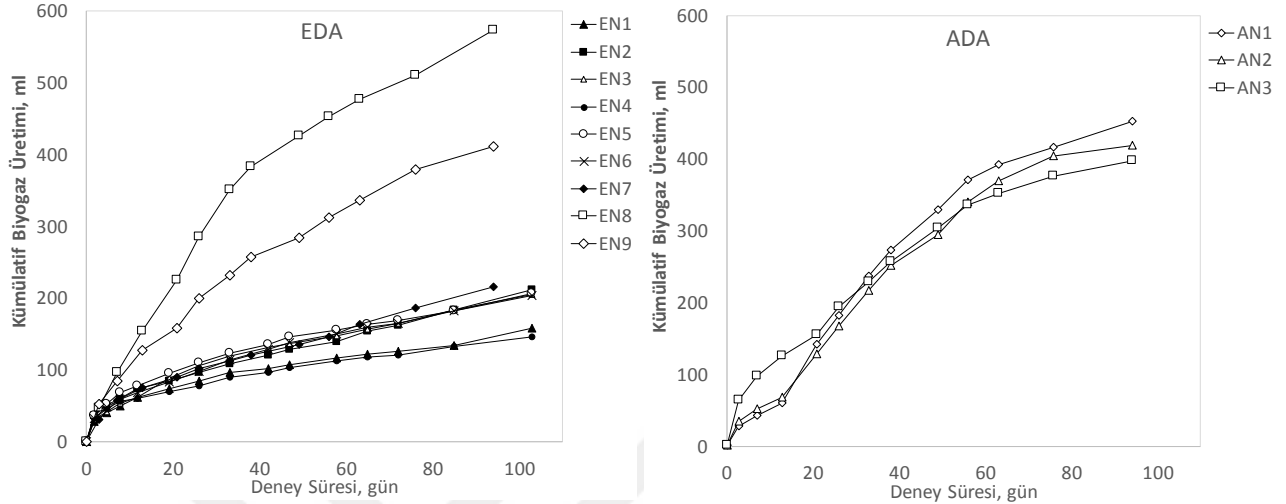 EDA
Kümülatif Biyogaz Üretimi, ml
600
500
400
300
200
100
0
0 20 40 60 80 100
Deney Süresi, gün
EN1
EN2
EN3
EN4
EN5
EN6
EN7
EN8
EN9
ADA
Kümülatif Biyogaz Üretimi, ml
600
500
400
300
200
100
0
0 20 40 60 80 100
Deney Süresi, gün
AN1
AN2
AN3